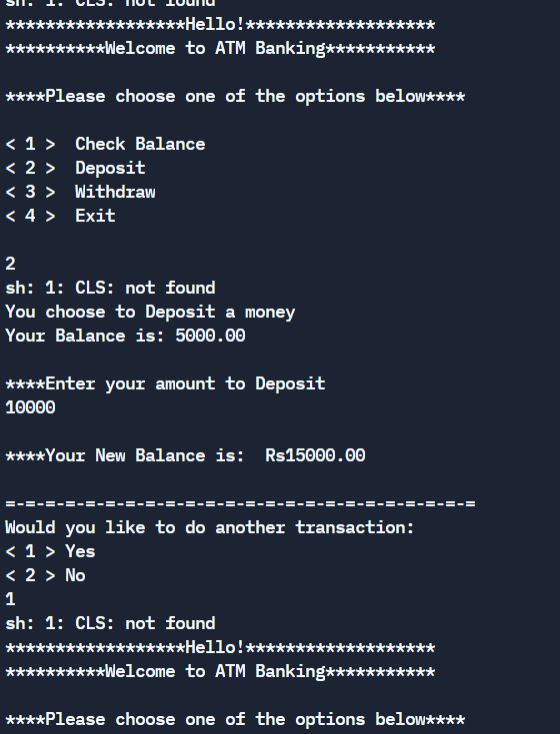 sh: 1: CLS: not found
******************Hello!*******************
**********Welcome to ATM Banking***********
****Please choose one of the options below****
< 1 >  Check Balance
< 2 >  Deposit
< 3 >  Withdraw
< 4 >  Exit
2
sh: 1: CLS: not found
You choose to Deposit a money
Your Balance is: 5000.00
****Enter your amount to Deposit
10000
****Your New Balance is:  Rs15000.00
=-=-=-=-=-=-=-=-=-=-=-=-=-=-=-=-=-=-=-=-=-=-=-=
Would you like to do another transaction:
< 1 > Yes
< 2 > No
1
sh: 1: CLS: not found
******************Hello!*******************
**********Welcome to ATM Banking***********
****Please choose one of the options below****